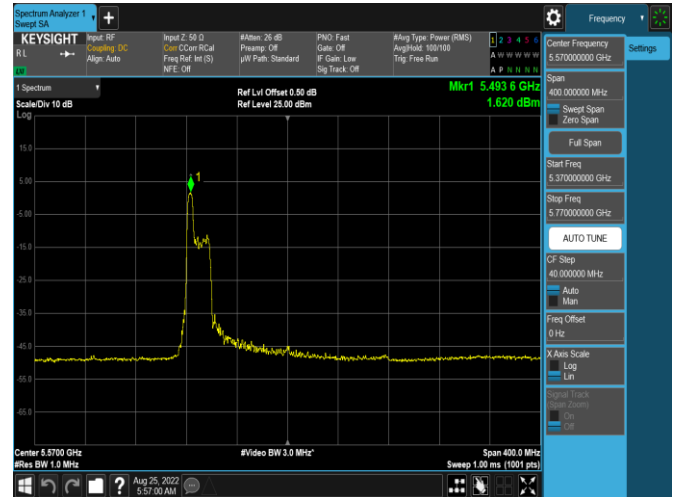 Spectrum Analyzer 1
Swept SA
+
Frequency
KEYSIGHT
RL
Input: RF
Coupling: DC
Align: Auto
Input Z: 50 Ω
Corr CCorr RCal
Freq Ref: Int (S)
NFE: Off
#Atten: 26 dB
Preamp: Off
µW Path: Standard
PNO: Fast
Gate: Off
IF Gain: Low
Sig Track: Off
#Avg Type: Power (RMS)
Avg|Hold: 100/100
Trig: Free Run
1 2 3 4 5 6
A W W W W W
A P N N N N
1 Spectrum
Scale/Div 10 dB
Log
Ref Lvl Offset 0.50 dB
Ref Level 25.00 dBm
Mkr1 5.493 6 GHz
1.620 dBm
15.0
5.00
-5.00
-15.0
-25.0
-35.0
-45.0
-55.0
-65.0
1
Center 5.5700 GHz
#Res BW 1.0 MHz
#Video BW 3.0 MHz*
Span 400.0 MHz
Sweep 1.00 ms (1001 pts)
Aug 25, 2022
5:57:00 AM
?
Center Frequency
5.570000000 GHz
Settings
Span
400.000000 MHz
Swept Span
Zero Span
Full Span
Start Freq
5.370000000 GHz
Stop Freq
5.770000000 GHz
AUTO TUNE
CF Step
40.000000 MHz
Auto
Man
Freq Offset
0 Hz
X Axis Scale
Log
Lin
Signal Track
(Span Zoom)
On
Off